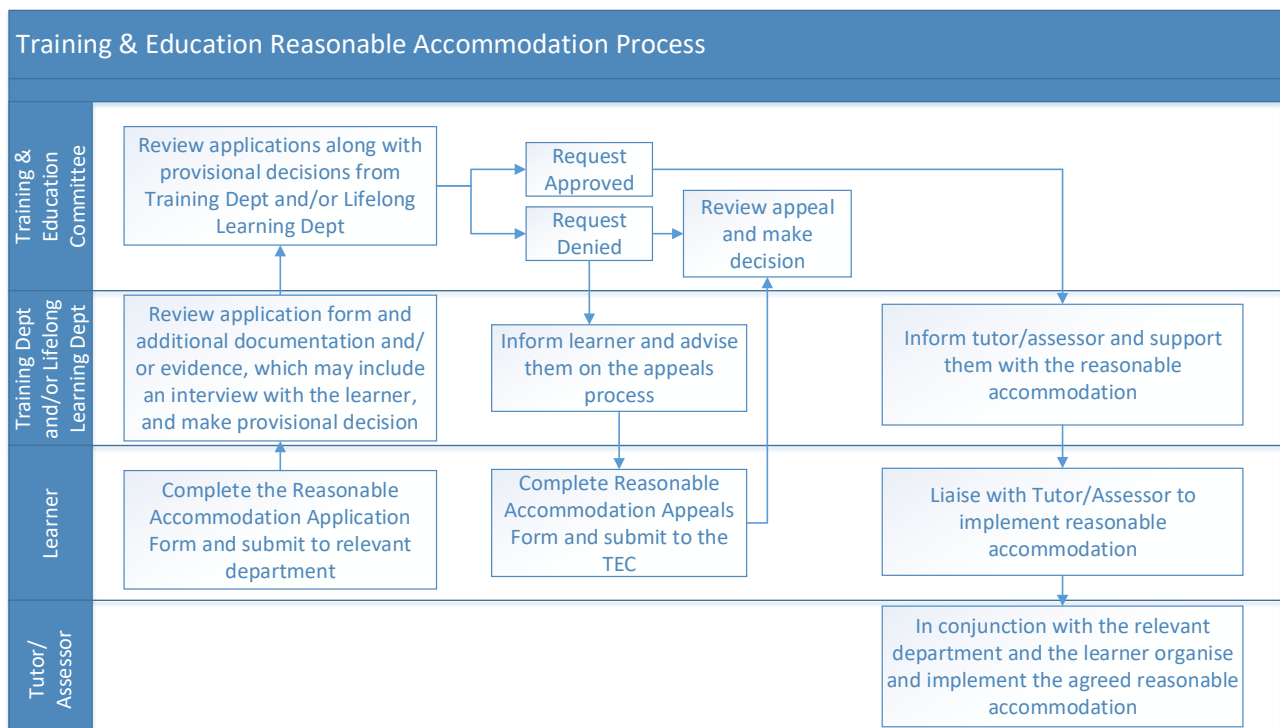 Training & Education Reasonable Accommodation Process
Training &
Education
Committee
Review applications along with
provisional decisions from
Training Dept and/or Lifelong
Learning Dept
Request
Approved
Request
Denied
Review appeal
and make
decision
Training Dept
and/or Lifelong
Learning Dept
Review application form and
additional documentation and/
or evidence, which may include
an interview with the learner,
and make provisional decision
Inform learner and advise
them on the appeals
process
Inform tutor/assessor and support
them with the reasonable
accommodation
Learner
Complete the Reasonable
Accommodation Application
Form and submit to relevant
department
Complete Reasonable
Accommodation Appeals
Form and submit to the
TEC
Liaise with Tutor/Assessor to
implement reasonable
accommodation
Tutor/
Assessor
In conjunction with the relevant
department and the learner organise
and implement the agreed reasonable
accommodation